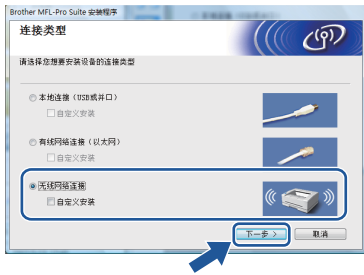 Brother MFL-Pro Suite 安装程序
连接类型
请选择您想要安装设备的连接类型
本地连接（USB或并口）
自定义安装
有线网络连接（以太网）
自定义安装
无线网络连接
自定义安装
下一步 >
取消